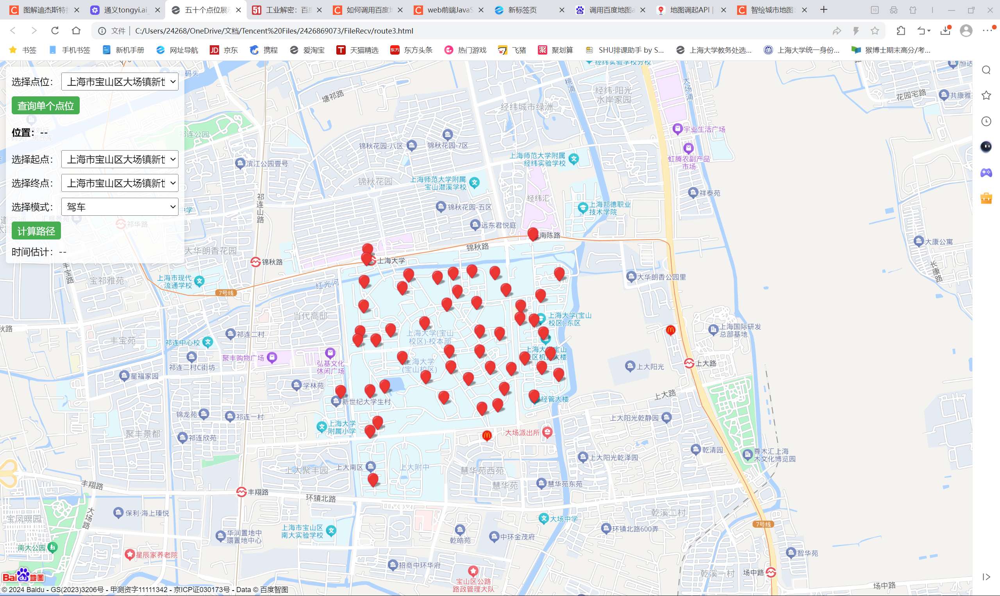 图解迪杰斯特
通义tongyi.ai_
五十个点位展示
工业解密：百度
如何调用百度地
web前端JavaS
新标签页
调用百度地图a
地图调起API |
智绘城市地图：
文件
C:/Users/24268/OneDrive/文档/Tencent%20Files/2426869073/FileRecv/route3.html
书签
手机书签
新机手册
网址导航
JD 京东
携程
爱淘宝
天猫精选
东方头条
热门游戏
飞猪
聚划算
SHU排课助手 by S...
上海大学教务处选...
上海大学统一身份...
猴博士期末高分/考...
选择点位：
上海市宝山区大场镇新世
查询单个点位
位置：--
选择起点：
上海市宝山区大场镇新世
选择终点：
上海市宝山区大场镇新世
选择模式：
驾车
计算路径
时间估计：--
经纬实验学校分校
塘祁路
桃浦
大场浦
经纬·阳光
水岸家园
经纬城市绿洲
花园宅路
共康雅
恒达
祁连公园
宇业生活广场
锦秋花园-八区
锦秋花园-7区
虹腾农副产品
市场
上海师范大学附属
经纬实验学校
滨江公园壹号
锦秋花园
上海师范大学附属
宝山潜溪学校
经纬汇
祥泰苑
祁连山路
锦秋花园-五区
上海邦德职业
技术学院
祁华路
远东君悦庭
南陈路
锦秋路
大康公寓
大华朗香花园
锦秋路
上海大学
丰宝路
宝祁雅苑
上海市现代
流通学校
红光河
7号线
大华朗香公园里
长康路
当代高邸
上海大学(宝山
校区)-东区
秋路
丰宝苑
祁连二村
祁连中心校
上海大学(宝山
校区)-校本部
上海国际研发
总部基地
聚丰购物广场
祁连二村C街坊
弘基文化
休闲广场
上海大学
(宝山校区)
上大阳光
上大路
星福家园
学林苑
新世纪大学生村
经管大楼
上大路
锦龙苑
祁连一村
聚丰景都
祁连欣苑
上海大学
附属小学
大场派出所
上大阳光乾静园
乾清园
尊木汇上海
木文化博览园
上大聚丰园
上大南区
上大附中
慧华苑西苑
上大阳光乾泽园
慧华苑
慧华苑东苑
丰翔路
丰翔路
环镇北路
大场路
宝凤暝园
保利·海上瑧悦
乾溪二村
大场中学
7号线
上海市宝山区
南大实验学校
华润置地中
環置地中心
乾皓苑
中环金茂府
环镇北路600弄
南大公园
星辰家养老院
智华苑
招商中环华府
宝山区公路
路政管理大队
乾溪一村
场中路
场中路
Bai du 地图
© 2024 Baidu - GS(2023)3206号 - 甲测资字11111342 - 京ICP证030173号 - Data © 百度智图